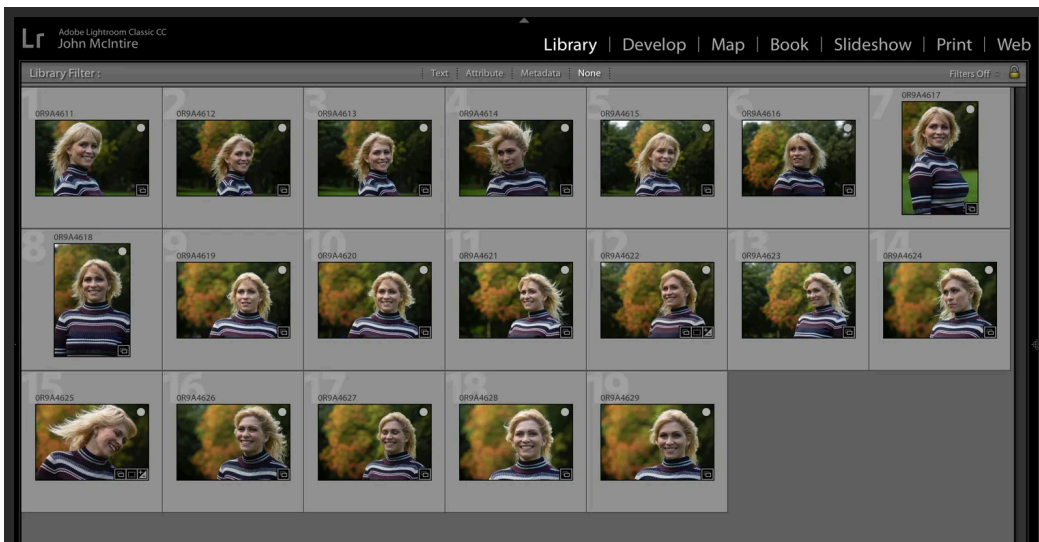 Lr Adobe Lightroom Classic CC
John McIntire
Library | Develop | Map | Book | Slideshow | Print | Web
Library Filter : Text Attribute Metadata None Filters Off
1 2 3 4 5 6 7
0R9A4611 0R9A4612 0R9A4613 0R9A4614 0R9A4615 0R9A4616 0R9A4617
8 9 10 11 12 13 14
0R9A4618 0R9A4619 0R9A4620 0R9A4621 0R9A4622 0R9A4623 0R9A4624
15 16 17 18 19
0R9A4625 0R9A4626 0R9A4627 0R9A4628 0R9A4629